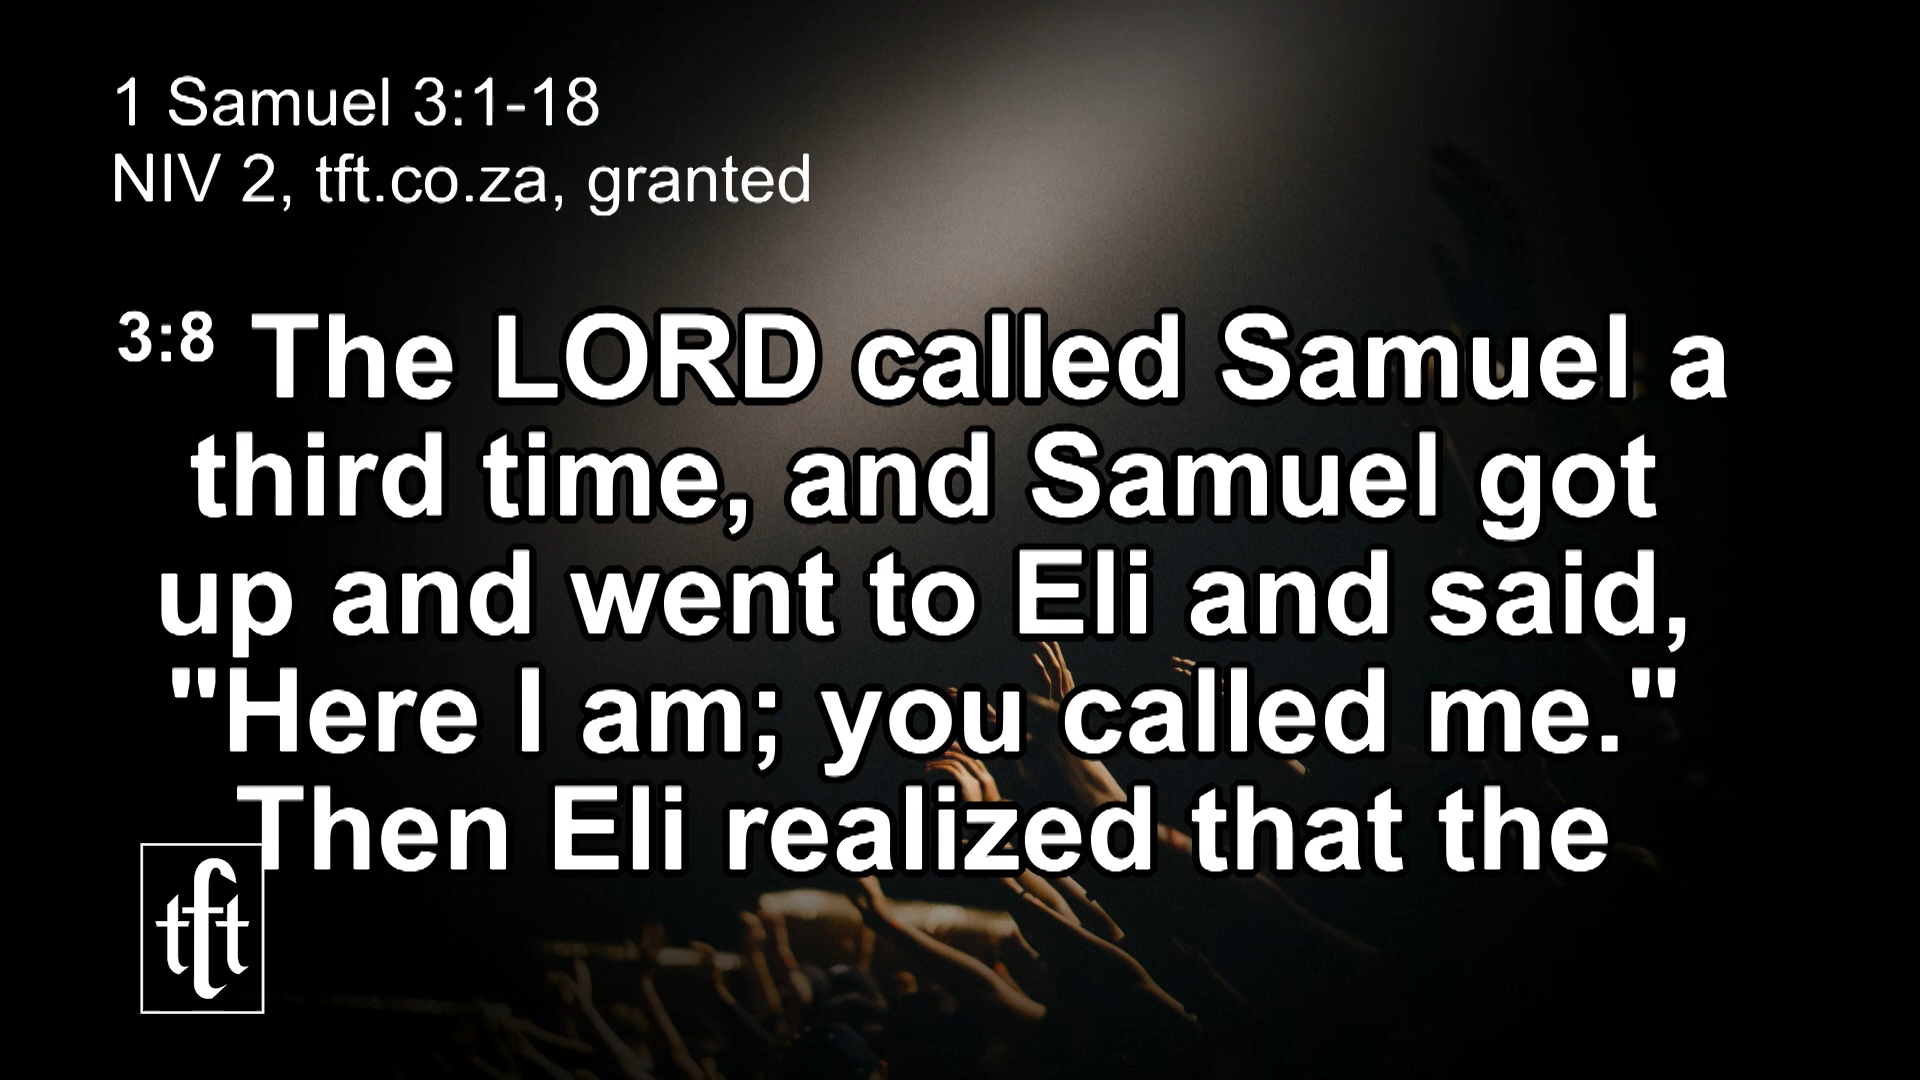 1 Samuel 3:1-18
NIV 2, tft.co.za, granted
3:8 The LORD called Samuel a
third time, and Samuel got
up and went to Eli and said,
"Here I am; you called me."
Then Eli realized that the
tft